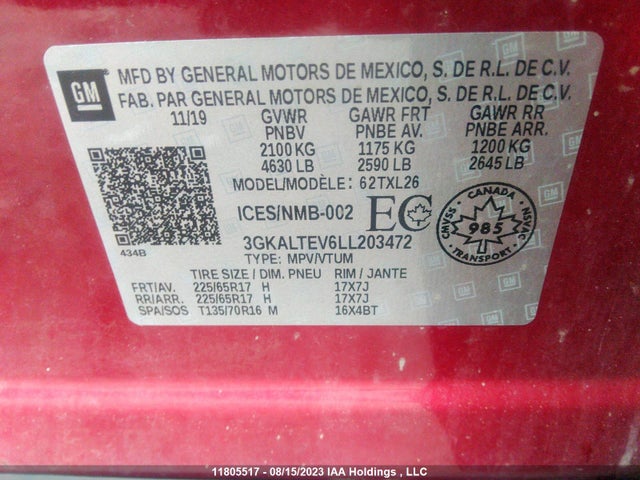 GM
MFD BY GENERAL MOTORS DE MEXICO, S. DE R.L. DE C.V.
FAB. PAR GENERAL MOTORS DE MEXICO, S. DE R.L. DE C.V.
11/19 GVWR GAWR FRT GAWR RR
PNBV PNBE AV. PNBE ARR.
2100 KG 1175 KG 1200 KG
4630 LB 2590 LB 2645 LB
MODEL/MODÈLE: 62TXL26
ICES/NMB-002 EC
CANADA
CMVSS 985 NSVAC
TRANSPORT
434B
3GKALTEV6LL203472
TYPE: MPV/VTUM
TIRE SIZE / DIM. PNEU RIM / JANTE
FRT/AV. 225/65R17 H 17X7J
RR/ARR. 225/65R17 H 17X7J
SPA/SOS T135/70R16 M 16X4BT
11805517 - 08/15/2023 IAA Holdings , LLC